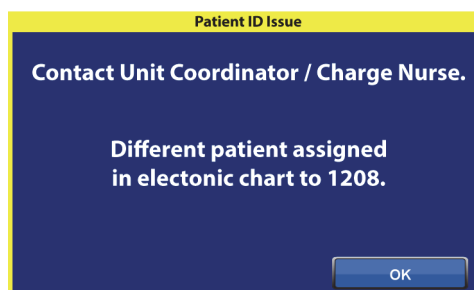 Patient ID Issue
Contact Unit Coordinator / Charge Nurse.
Different patient assigned
in electonic chart to 1208.
OK